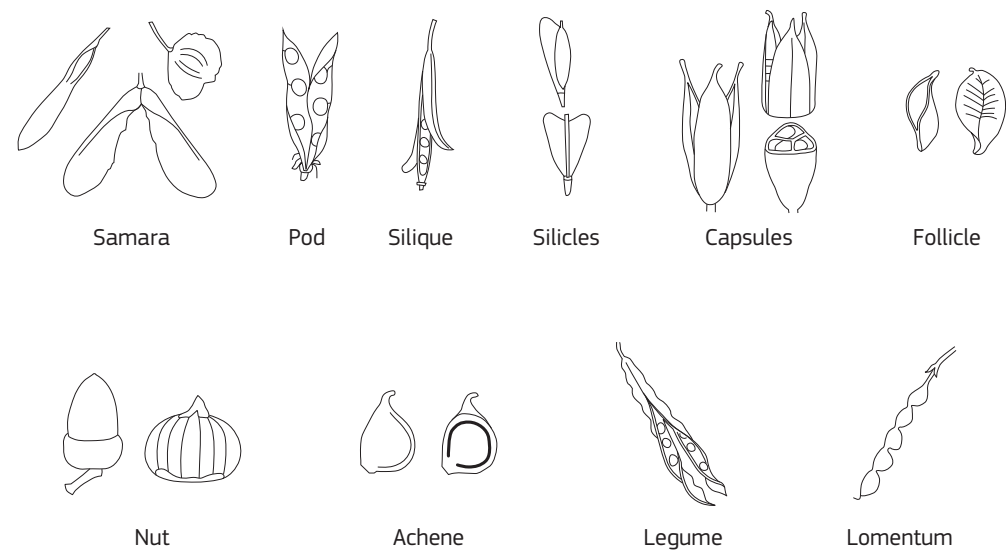 Samara
Pod
Silique
Silicles
Capsules
Follicle
Nut
Achene
Legume
Lomentum